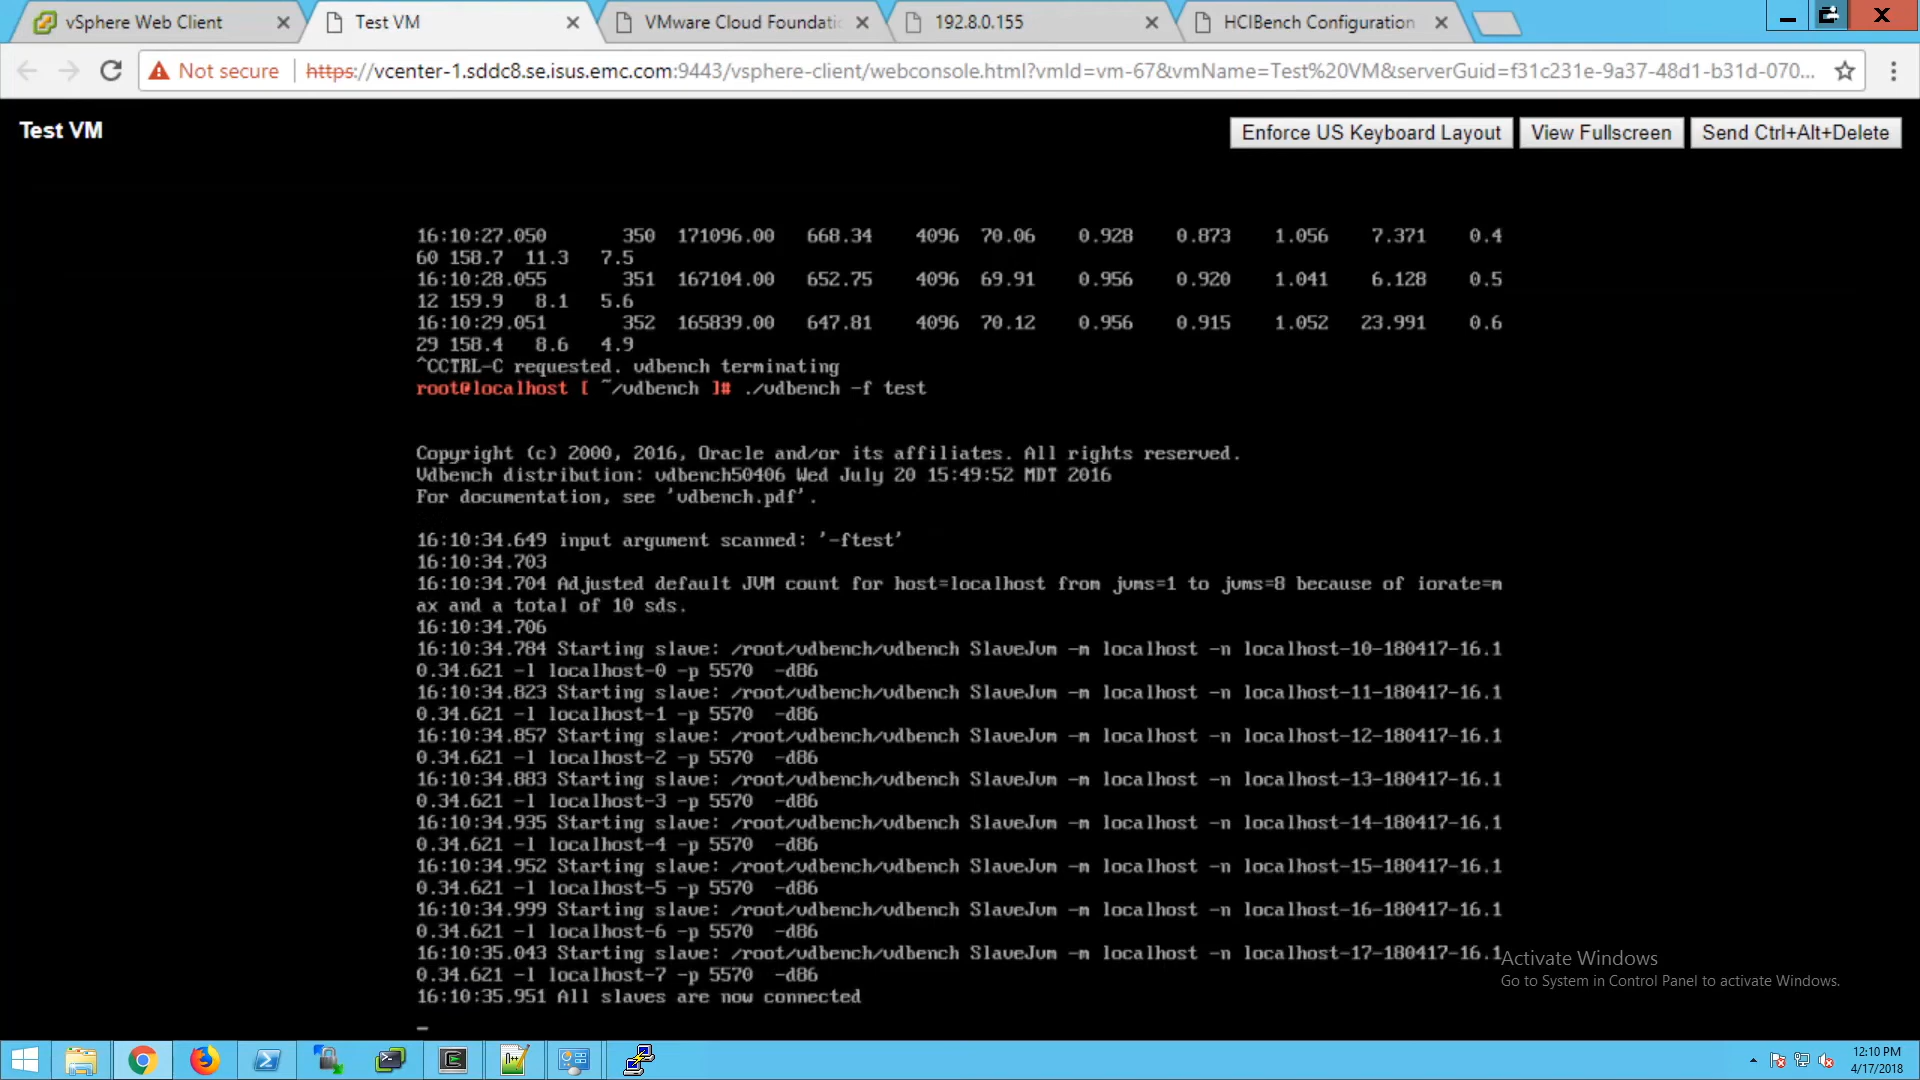 vSphere Web Client
Test VM
VMware Cloud Foundati
192.8.0.155
HCIBench Configuration
Not secure
https://vcenter-1.sddc8.se.isus.emc.com:9443/vsphere-client/webconsole.html?vmId=vm-67&vmName=Test%20VM&serverGuid=f31c231e-9a37-48d1-b31d-070...
Test VM
Enforce US Keyboard Layout
View Fullscreen
Send Ctrl+Alt+Delete
16:10:27.050 350 171096.00 668.34 4096 70.06 0.928 0.873 1.056 7.371 0.4
60 158.7 11.3 7.5
16:10:28.055 351 167104.00 652.75 4096 69.91 0.956 0.920 1.041 6.128 0.5
12 159.9 8.1 5.6
16:10:29.051 352 165839.00 647.81 4096 70.12 0.956 0.915 1.052 23.991 0.6
29 158.4 8.6 4.9
^CCTRL-C requested. vdbench terminating
root@localhost [ ~/vdbench ]# ./vdbench -f test
Copyright (c) 2000, 2016, Oracle and/or its affiliates. All rights reserved.
Vdbench distribution: vdbench50406 Wed July 20 15:49:52 MDT 2016
For documentation, see 'vdbench.pdf'.
16:10:34.649 input argument scanned: '-ftest'
16:10:34.703
16:10:34.704 Adjusted default JVM count for host=localhost from jvms=1 to jvms=8 because of iorate=m
ax and a total of 10 sds.
16:10:34.706
16:10:34.784 Starting slave: /root/vdbench/vdbench SlaveJvm -m localhost -n localhost-10-180417-16.1
0.34.621 -l localhost-0 -p 5570 -d86
16:10:34.823 Starting slave: /root/vdbench/vdbench SlaveJvm -m localhost -n localhost-11-180417-16.1
0.34.621 -l localhost-1 -p 5570 -d86
16:10:34.857 Starting slave: /root/vdbench/vdbench SlaveJvm -m localhost -n localhost-12-180417-16.1
0.34.621 -l localhost-2 -p 5570 -d86
16:10:34.883 Starting slave: /root/vdbench/vdbench SlaveJvm -m localhost -n localhost-13-180417-16.1
0.34.621 -l localhost-3 -p 5570 -d86
16:10:34.935 Starting slave: /root/vdbench/vdbench SlaveJvm -m localhost -n localhost-14-180417-16.1
0.34.621 -l localhost-4 -p 5570 -d86
16:10:34.952 Starting slave: /root/vdbench/vdbench SlaveJvm -m localhost -n localhost-15-180417-16.1
0.34.621 -l localhost-5 -p 5570 -d86
16:10:34.999 Starting slave: /root/vdbench/vdbench SlaveJvm -m localhost -n localhost-16-180417-16.1
0.34.621 -l localhost-6 -p 5570 -d86
16:10:35.043 Starting slave: /root/vdbench/vdbench SlaveJvm -m localhost -n localhost-17-180417-16.1
0.34.621 -l localhost-7 -p 5570 -d86
16:10:35.951 All slaves are now connected
_
Activate Windows
Go to System in Control Panel to activate Windows.
12:10 PM
4/17/2018